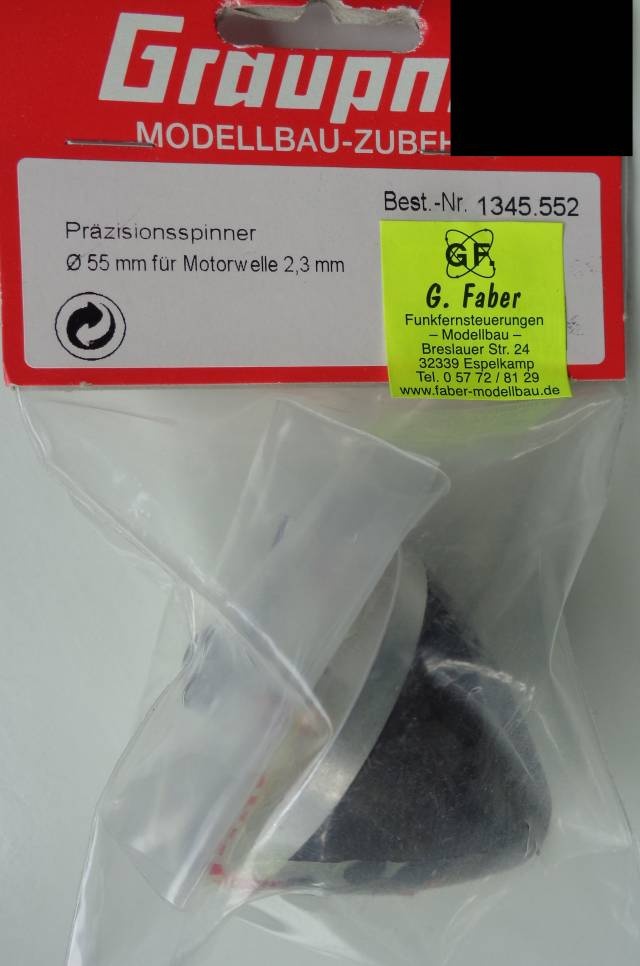 Graupn
MODELLBAU-ZUBEH
Best.-Nr. 1345.552
Präzisionsspinner
Ø 55 mm für Motorwelle 2,3 mm
GF.
G. Faber
Funkfernsteuerungen
– Modellbau –
Breslauer Str. 24
32339 Espelkamp
Tel. 0 57 72 / 81 29
www.faber-modellbau.de